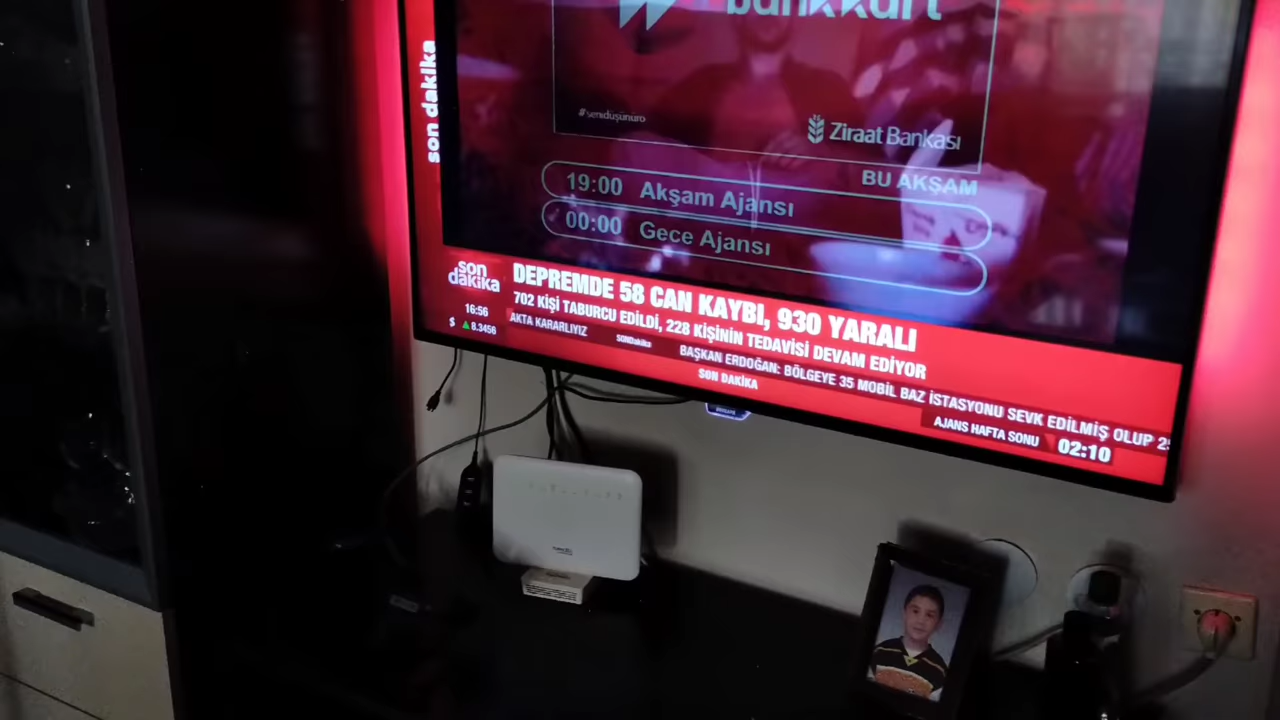 bankkart
son dakika
#senidüşünüro
Ziraat Bankası
BU AKŞAM
19:00 Akşam Ajansı
00:00 Gece Ajansı
son dakika
DEPREMDE 58 CAN KAYBI, 930 YARALI
702 KİŞİ TABURCU EDİLDİ, 228 KİŞİNİN TEDAVİSİ DEVAM EDİYOR
16:56
$ ▲8.3456
AKTA KARARLIYIZ SONDakika BAŞKAN ERDOĞAN: BÖLGEYE 35 MOBİL BAZ İSTASYONU SEVK EDİLMİŞ OLUP 2
SON DAKİKA
AJANS HAFTA SONU 02:10